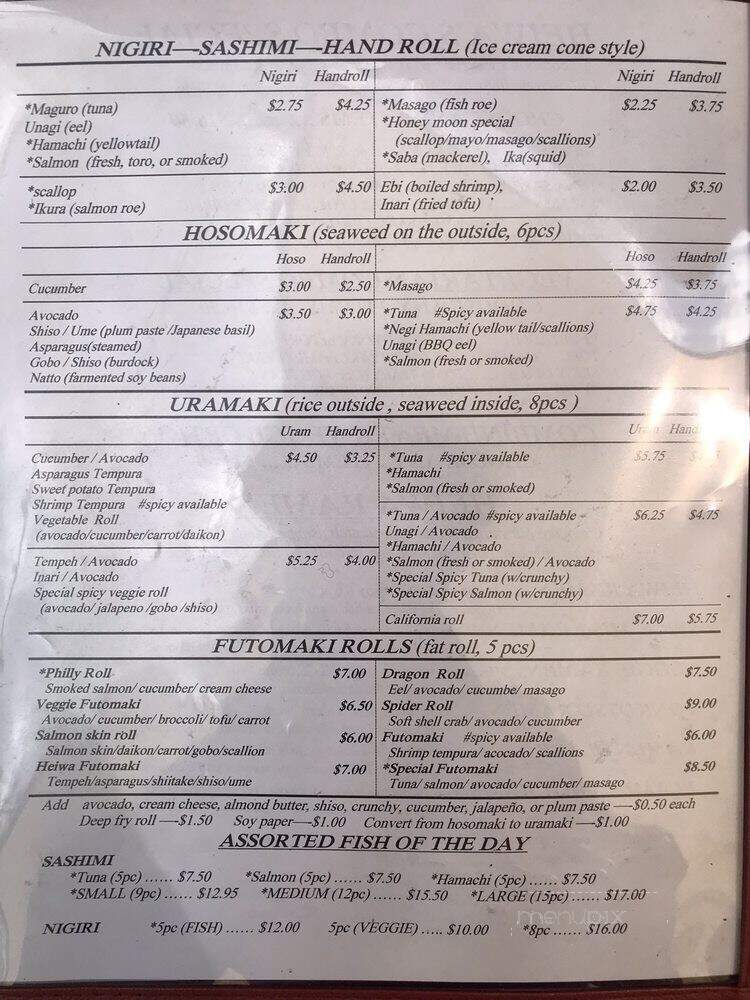 NIGIRI—SASHIMI—HAND ROLL (Ice cream cone style)
Nigiri Handroll Nigiri Handroll
*Maguro (tuna) $2.75 $4.25 *Masago (fish roe) $2.25 $3.75
Unagi (eel) *Honey moon special
*Hamachi (yellowtail) (scallop/mayo/masago/scallions)
*Salmon (fresh, toro, or smoked) *Saba (mackerel), Ika(squid)
*scallop $3.00 $4.50 Ebi (boiled shrimp), $2.00 $3.50
*Ikura (salmon roe) Inari (fried tofu)
HOSOMAKI (seaweed on the outside, 6pcs)
Hoso Handroll Hoso Handroll
Cucumber $3.00 $2.50 *Masago $4.25 $3.75
Avocado $3.50 $3.00 *Tuna #Spicy available $4.75 $4.25
Shiso / Ume (plum paste /Japanese basil) *Negi Hamachi (yellow tail/scallions)
Asparagus(steamed) Unagi (BBQ eel)
Gobo / Shiso (burdock) *Salmon (fresh or smoked)
Natto (farmented soy beans)
URAMAKI (rice outside , seaweed inside, 8pcs )
Uram Handroll
Cucumber / Avocado $4.50 $3.25 *Tuna #spicy available $5.75
Asparagus Tempura *Hamachi
Sweet potato Tempura *Salmon (fresh or smoked)
Shrimp Tempura #spicy available *Tuna / Avocado #spicy available $6.25 $4.75
Vegetable Roll Unagi / Avocado
(avocado/cucumber/carrot/daikon) *Hamachi / Avocado
Tempeh / Avocado $5.25 $4.00 *Salmon (fresh or smoked) / Avocado
Inari / Avocado *Special Spicy Tuna (w/crunchy)
Special spicy veggie roll *Special Spicy Salmon (w/crunchy)
(avocado/ jalapeno /gobo /shiso)
California roll $7.00 $5.75
FUTOMAKI ROLLS (fat roll, 5 pcs)
*Philly Roll $7.00 Dragon Roll $7.50
Smoked salmon/ cucumber/ cream cheese Eel/ avocado/ cucumbe/ masago
Veggie Futomaki $6.50 Spider Roll $9.00
Avocado/ cucumber/ broccoli/ tofu/ carrot Soft shell crab/ avocado/ cucumber
Salmon skin roll $6.00 Futomaki #spicy available $6.00
Salmon skin/daikon/carrot/gobo/scallion Shrimp tempura/ acocado/ scallions
Heiwa Futomaki $7.00 *Special Futomaki $8.50
Tempeh/asparagus/shiitake/shiso/ume Tuna/ salmon/ avocado/ cucumber/ masago
Add avocado, cream cheese, almond butter, shiso, crunchy, cucumber, jalapeño, or plum paste —-$0.50 each
Deep fry roll —-$1.50 Soy paper—-$1.00 Convert from hosomaki to uramaki —-$1.00
ASSORTED FISH OF THE DAY
SASHIMI
*Tuna (5pc) ...... $7.50 *Salmon (5pc) ...... $7.50 *Hamachi (5pc) ...... $7.50
*SMALL (9pc) ...... $12.95 *MEDIUM (12pc) ...... $15.50 *LARGE (15pc) ...... $17.00
menupix
NIGIRI *5pc (FISH) ...... $12.00 5pc (VEGGIE) ..... $10.00 *8pc ...... $16.00